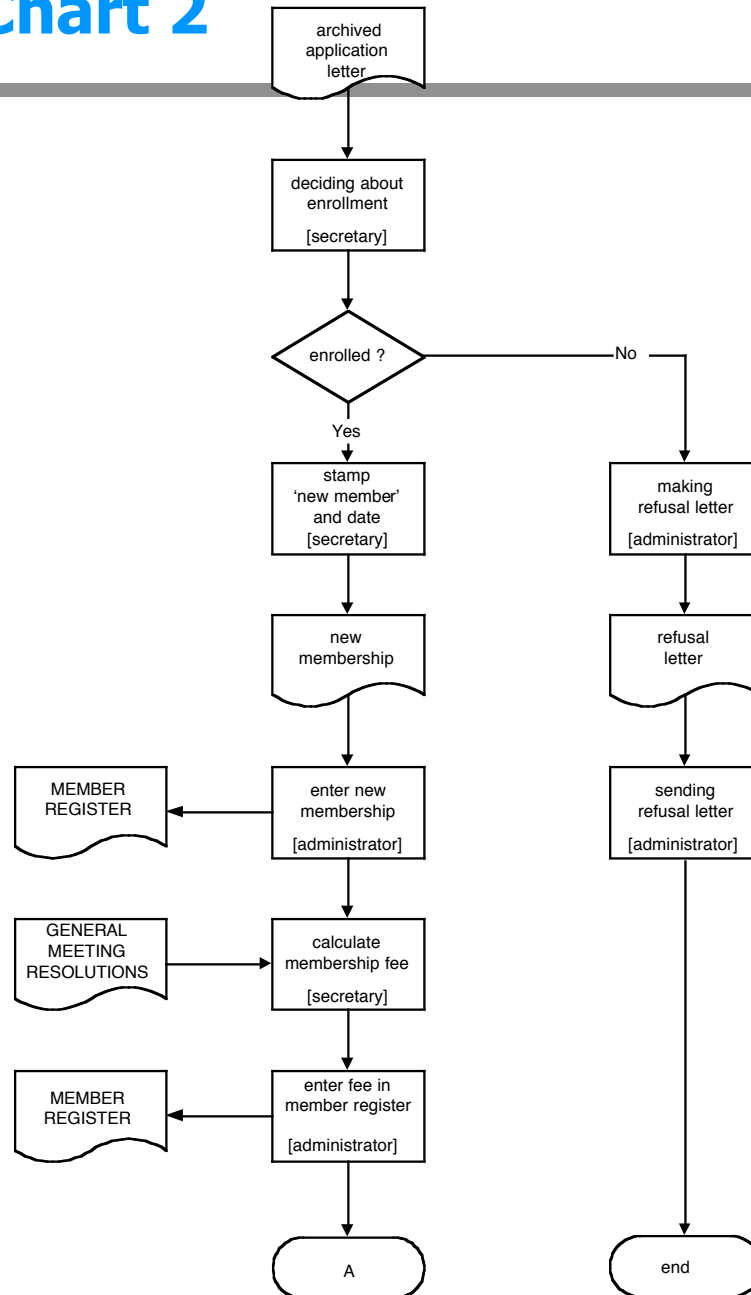 Chart 2
archived
application
letter
deciding about
enrollment
[secretary]
enrolled ?
No
Yes
stamp
‘new member’
and date
[secretary]
making
refusal letter
[administrator]
new
membership
refusal
letter
MEMBER
REGISTER
enter new
membership
[administrator]
sending
refusal letter
[administrator]
GENERAL
MEETING
RESOLUTIONS
calculate
membership fee
[secretary]
MEMBER
REGISTER
enter fee in
member register
[administrator]
A
end